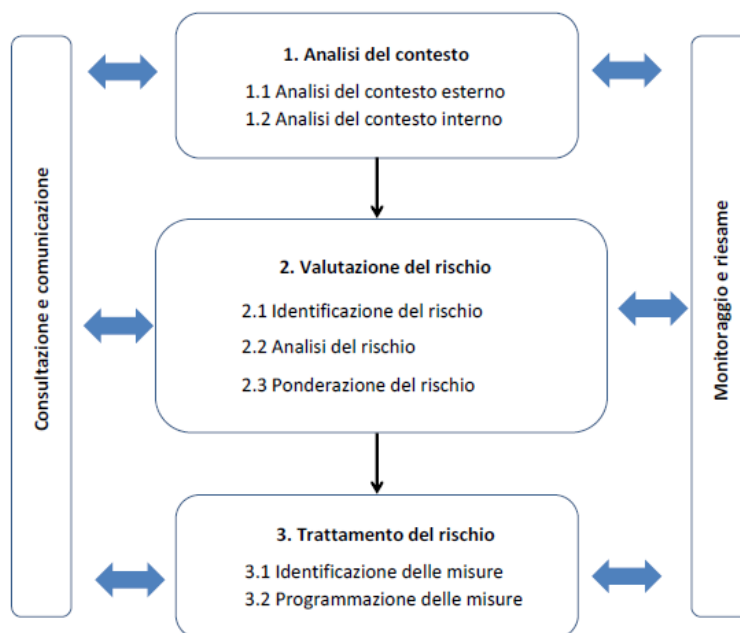 Consultazione e comunicazione
1. Analisi del contesto
1.1 Analisi del contesto esterno
1.2 Analisi del contesto interno
2. Valutazione del rischio
2.1 Identificazione del rischio
2.2 Analisi del rischio
2.3 Ponderazione del rischio
3. Trattamento del rischio
3.1 Identificazione delle misure
3.2 Programmazione delle misure
Monitoraggio e riesame